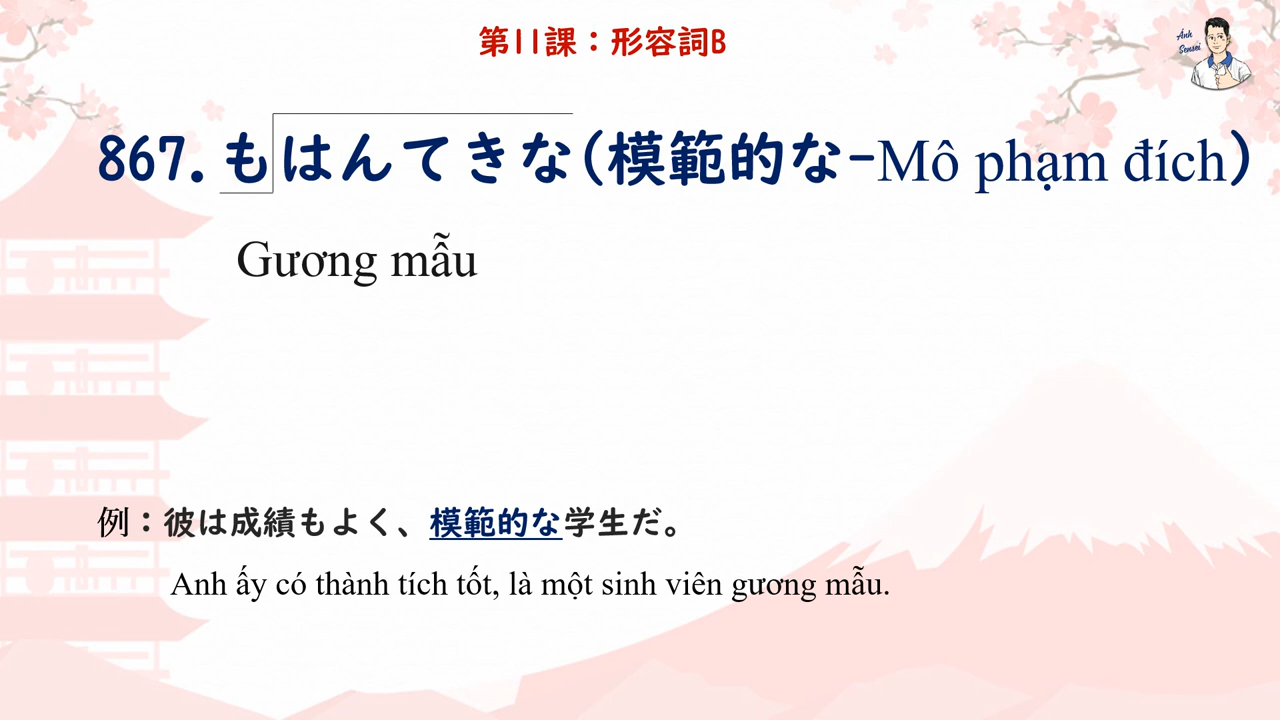 第11課：形容詞B
Anh
Sensei
867.もはんてきな(模範的な-Mô phạm đích)
Gương mẫu
例：彼は成績もよく、模範的な学生だ。
Anh ấy có thành tích tốt, là một sinh viên gương mẫu.